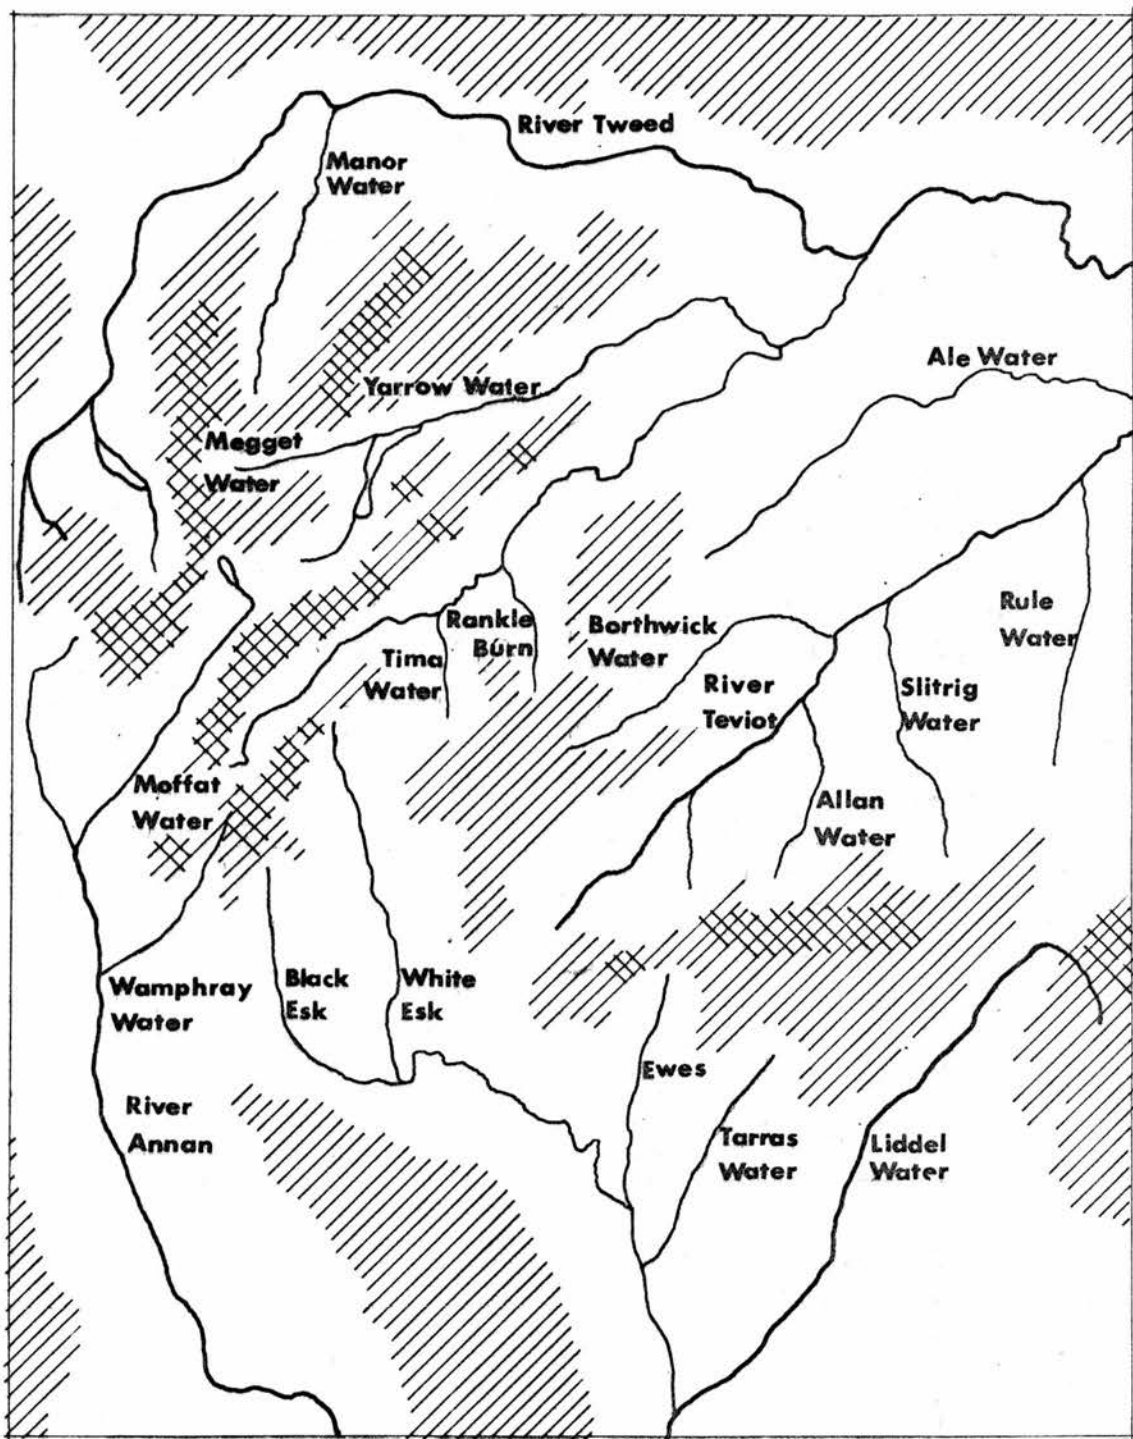 River Tweed
Manor
Water
Ale Water
Yarrow Water
Megget
Water
Rankle
Burn
Borthwick
Water
Rule
Water
Tima
Water
River
Teviot
Slitrig
Water
Moffat
Water
Allan
Water
Wamphray
Water
Black
Esk
White
Esk
Ewes
River
Annan
Tarras
Water
Liddel
Water